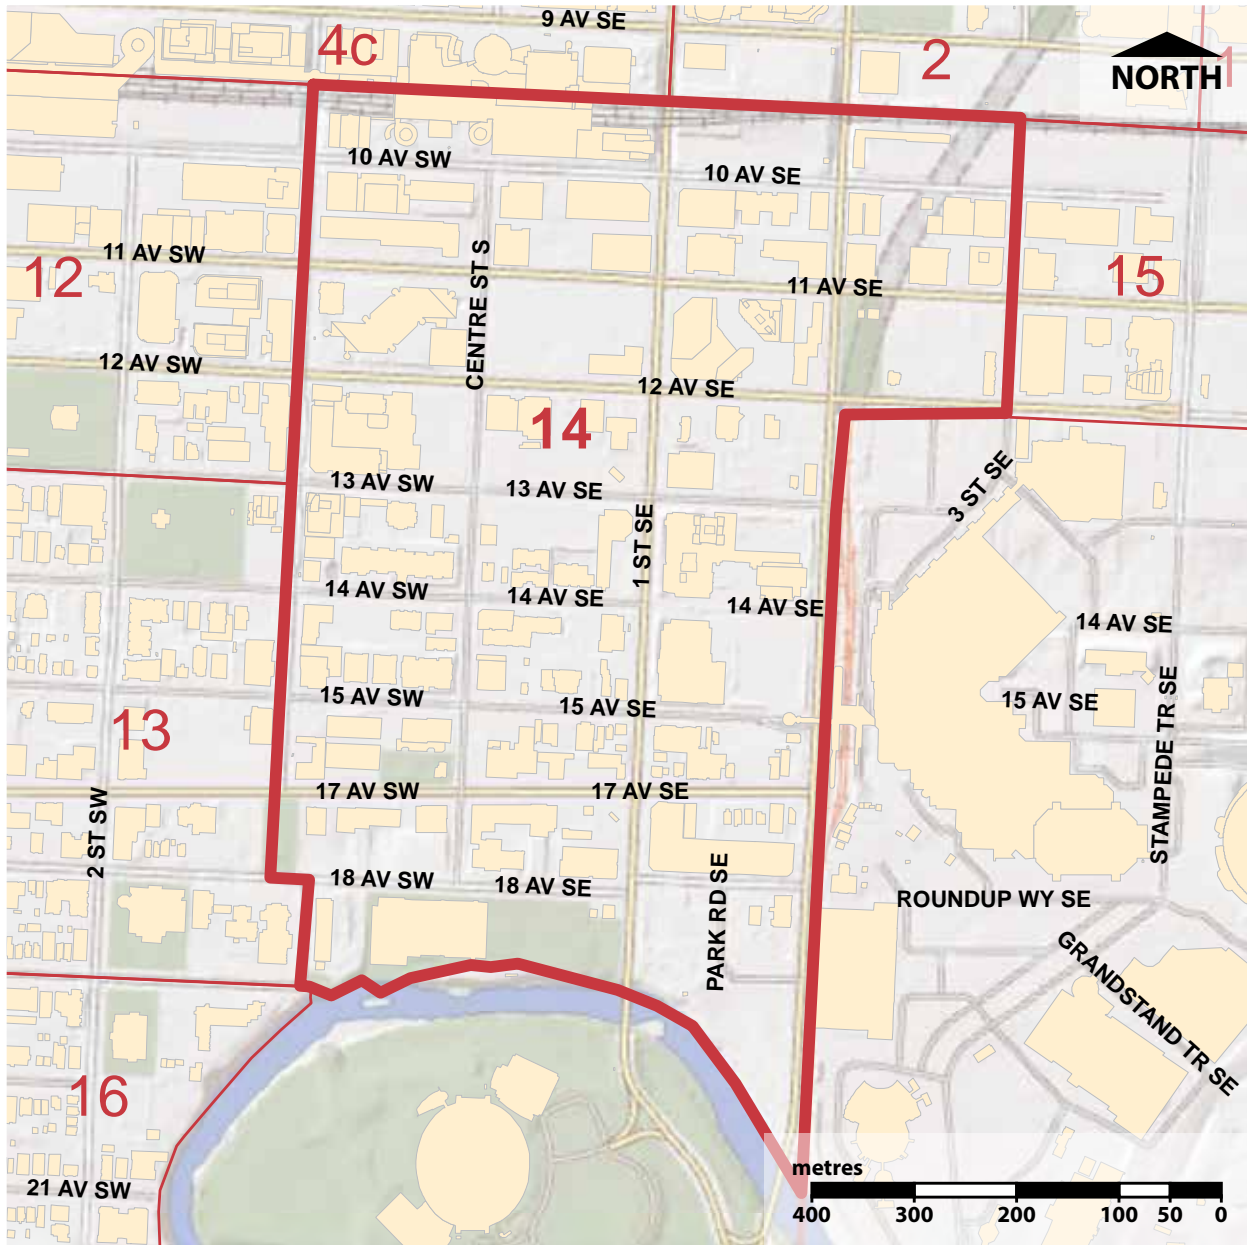 9 AV SE
4c
2
NORTH
1
10 AV SW
10 AV SE
11 AV SW
CENTRE ST S
12
11 AV SE
15
12 AV SW
12 AV SE
14
3 ST SE
13 AV SW
13 AV SE
1 ST SE
14 AV SW
14 AV SE
14 AV SE
14 AV SE
15 AV SW
15 AV SE
15 AV SE
STAMPEDE TR SE
13
17 AV SW
17 AV SE
2 ST SW
18 AV SW
18 AV SE
PARK RD SE
ROUNDUP WY SE
GRANDSTAND TR SE
16
21 AV SW
metres
400 300 200 100 50 0